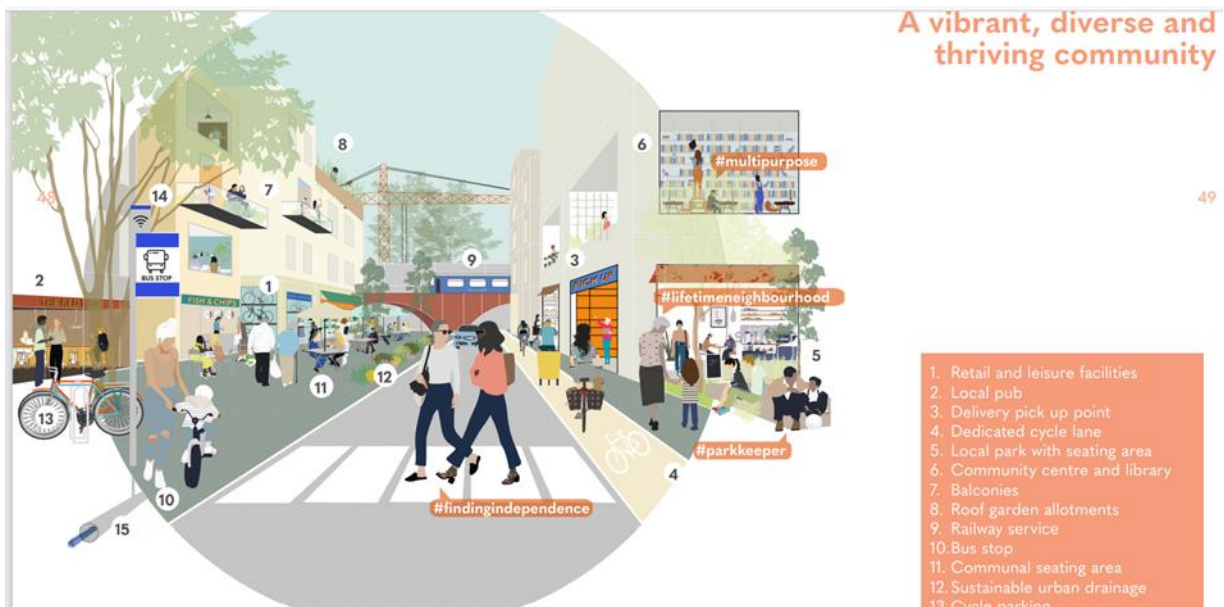 A vibrant, diverse and
thriving community
48
49
8
6
#multipurpose
14
7
BUS STOP
9
3
2
1
FISH & CHIPS
#lifetimeneighbourhood
5
11
12
13
#parkkeeper
4
10
#findingindependence
15
1. Retail and leisure facilities
2. Local pub
3. Delivery pick up point
4. Dedicated cycle lane
5. Local park with seating area
6. Community centre and library
7. Balconies
8. Roof garden allotments
9. Railway service
10. Bus stop
11. Communal seating area
12. Sustainable urban drainage
13. Cycle parking